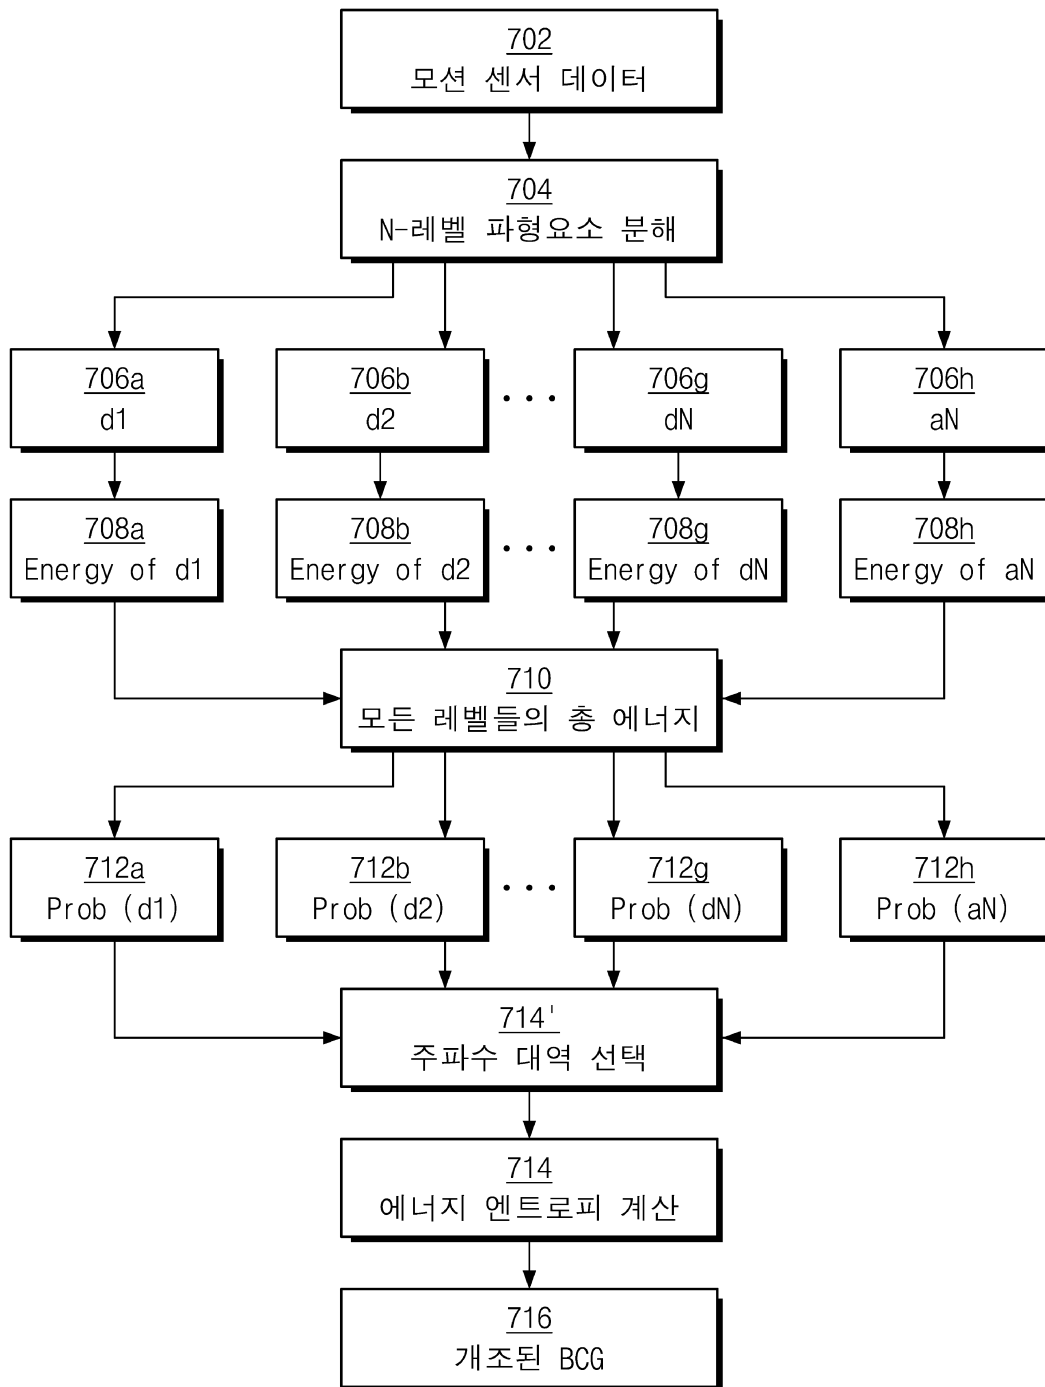 702
모션 센서 데이터
704
N-레벨 파형요소 분해
706a
d1
706b
d2
...
706g
dN
706h
aN
708a
Energy of d1
708b
Energy of d2
...
708g
Energy of dN
708h
Energy of aN
710
모든 레벨들의 총 에너지
712a
Prob (d1)
712b
Prob (d2)
...
712g
Prob (dN)
712h
Prob (aN)
714'
주파수 대역 선택
714
에너지 엔트로피 계산
716
개조된 BCG